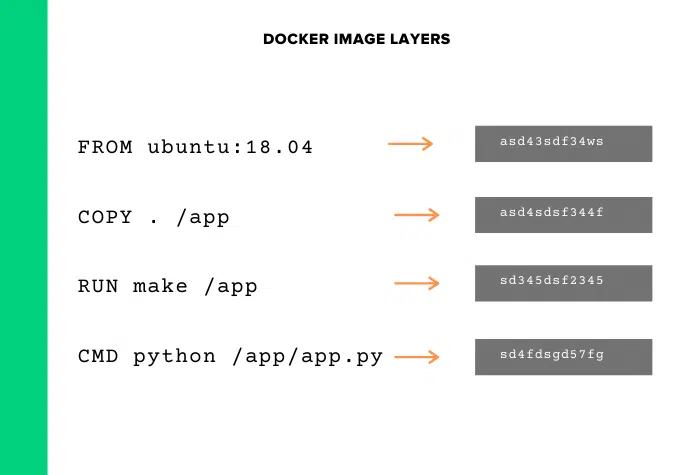 DOCKER IMAGE LAYERS
FROM ubuntu:18.04
asd43sdf34ws
COPY . /app
asd4sdsf344f
RUN make /app
sd345dsf2345
CMD python /app/app.py
sd4fdsgd57fg